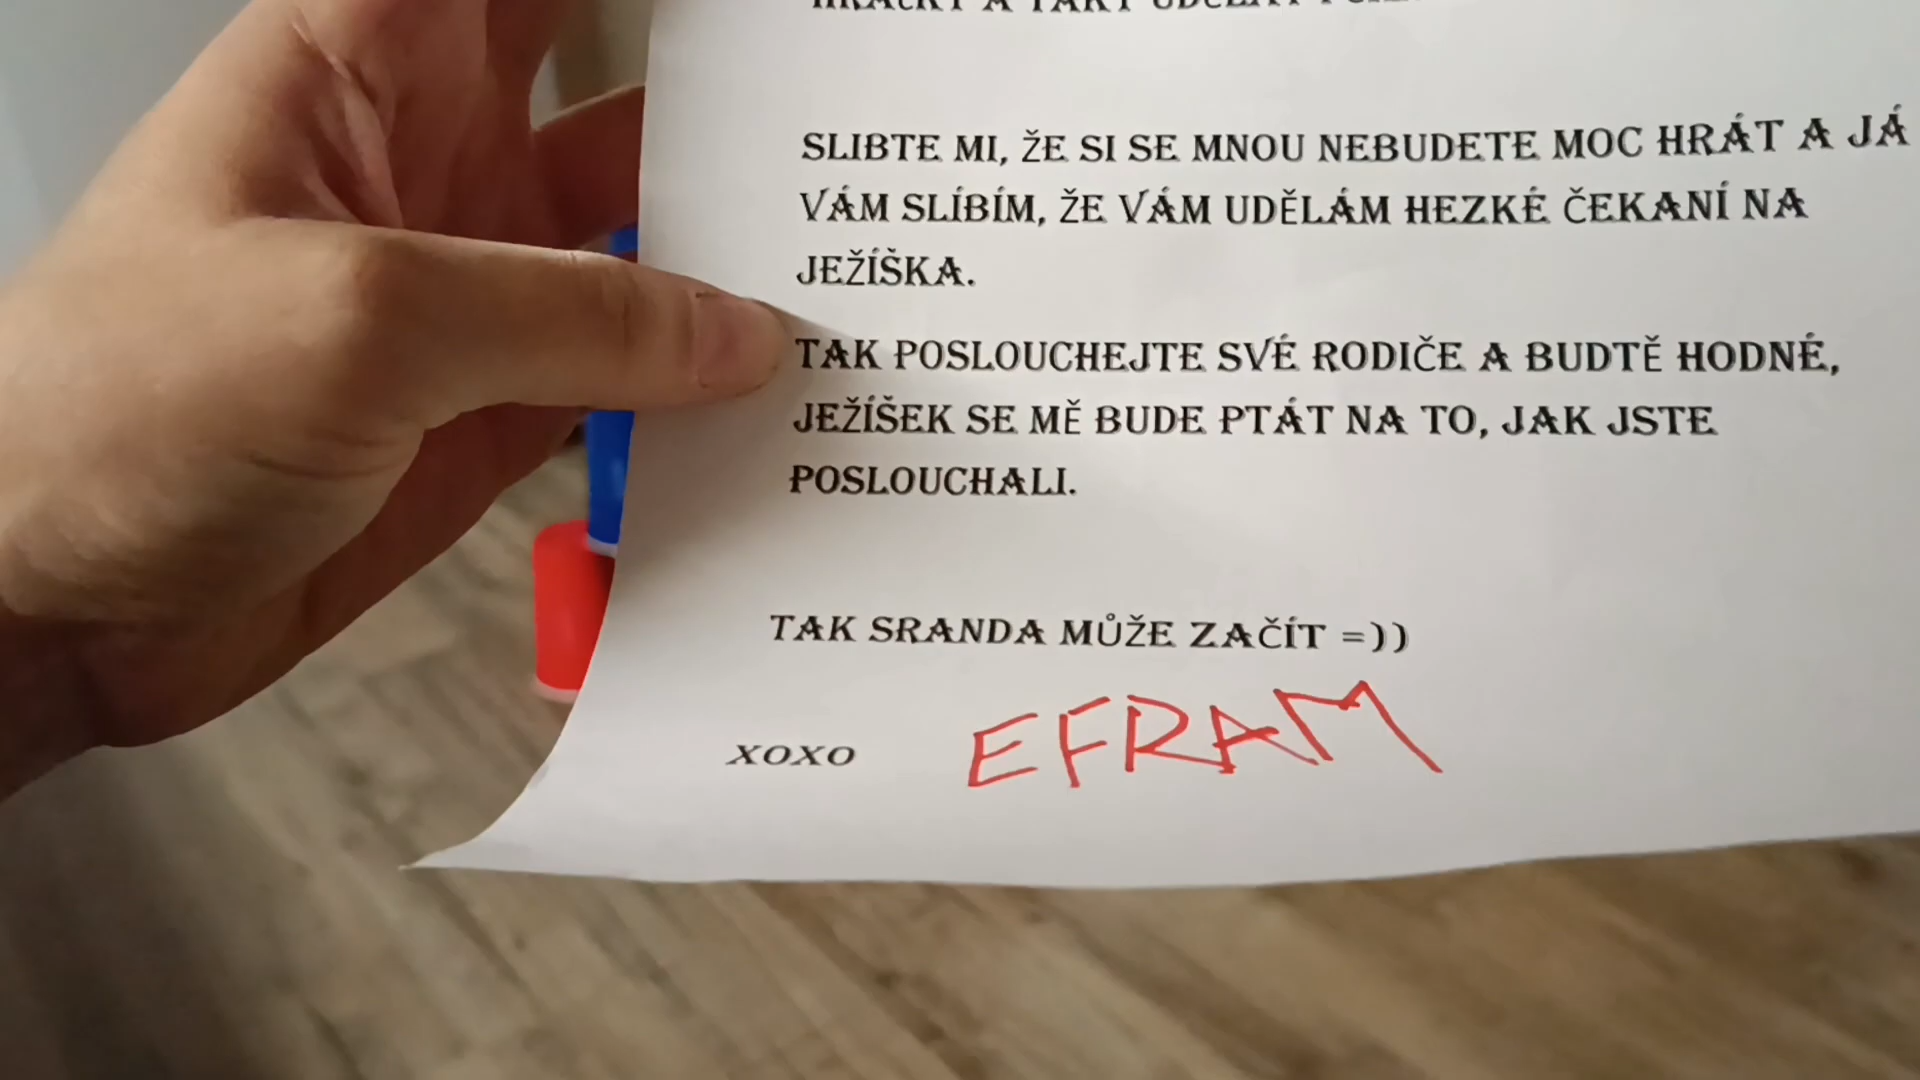 SLIBTE MI, ŽE SI SE MNOU NEBUDETE MOC HRÁT A JÁ
VÁM SLÍBÍM, ŽE VÁM UDĚLÁM HEZKÉ ČEKANÍ NA
JEŽÍŠKA.
TAK POSLOUCHEJTE SVÉ RODIČE A BUDTĚ HODNÉ,
JEŽÍŠEK SE MĚ BUDE PTÁT NA TO, JAK JSTE
POSLOUCHALI.
TAK SRANDA MŮŽE ZAČÍT =))
XOXO EFRAM